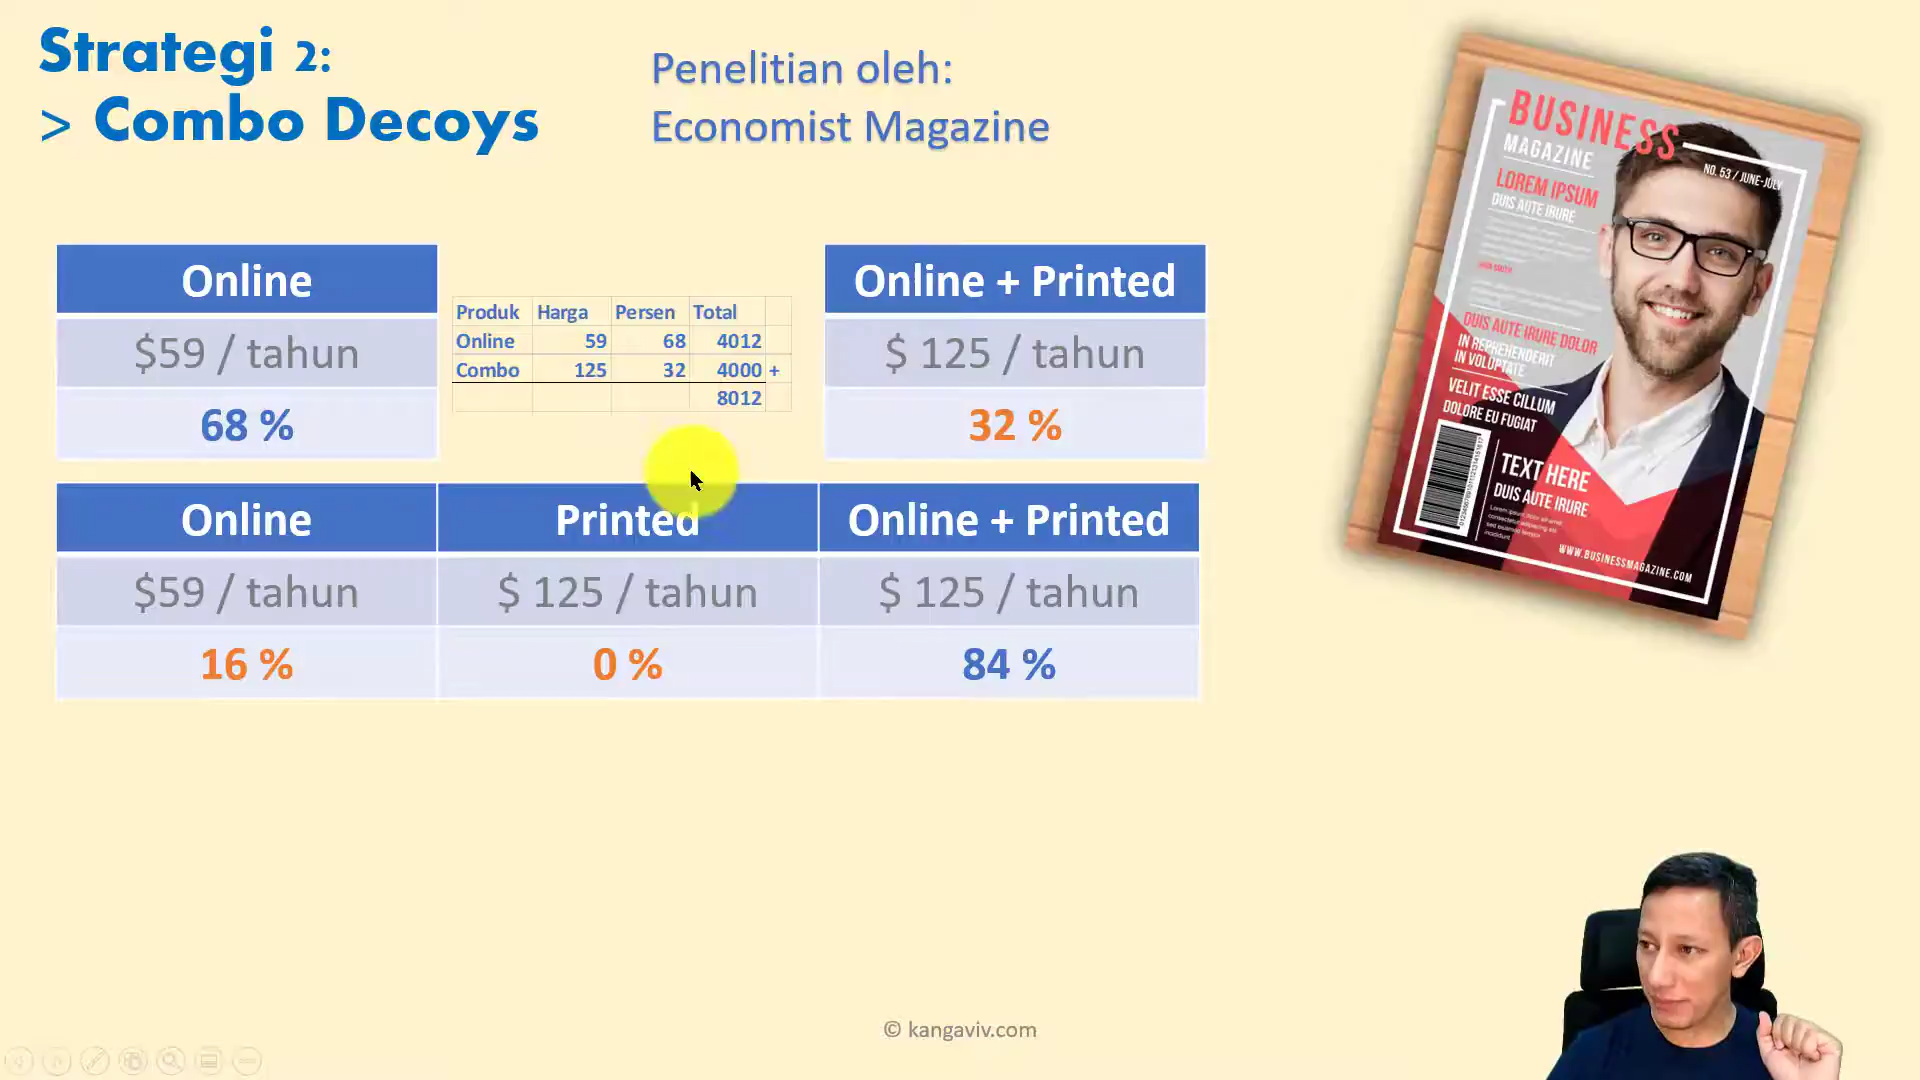 Strategi 2:
> Combo Decoys
Penelitian oleh:
Economist Magazine
Online
$59 / tahun
68 %
Produk Harga Persen Total
Online 59 68 4012
Combo 125 32 4000 +
8012
Online + Printed
$ 125 / tahun
32 %
Online Printed Online + Printed
$59 / tahun $ 125 / tahun $ 125 / tahun
16 % 0 % 84 %
BUSINESS
MAGAZINE
NO. 53 / JUNE-JULY
LOREM IPSUM
DUIS AUTE IRURE
DUIS AUTE IRURE DOLOR
IN REPREHENDERIT
IN VOLUPTATE
VELIT ESSE CILLUM
DOLORE EU FUGIAT
TEXT HERE
DUIS AUTE IRURE
WWW.BUSINESSMAGAZINE.COM
© kangaviv.com